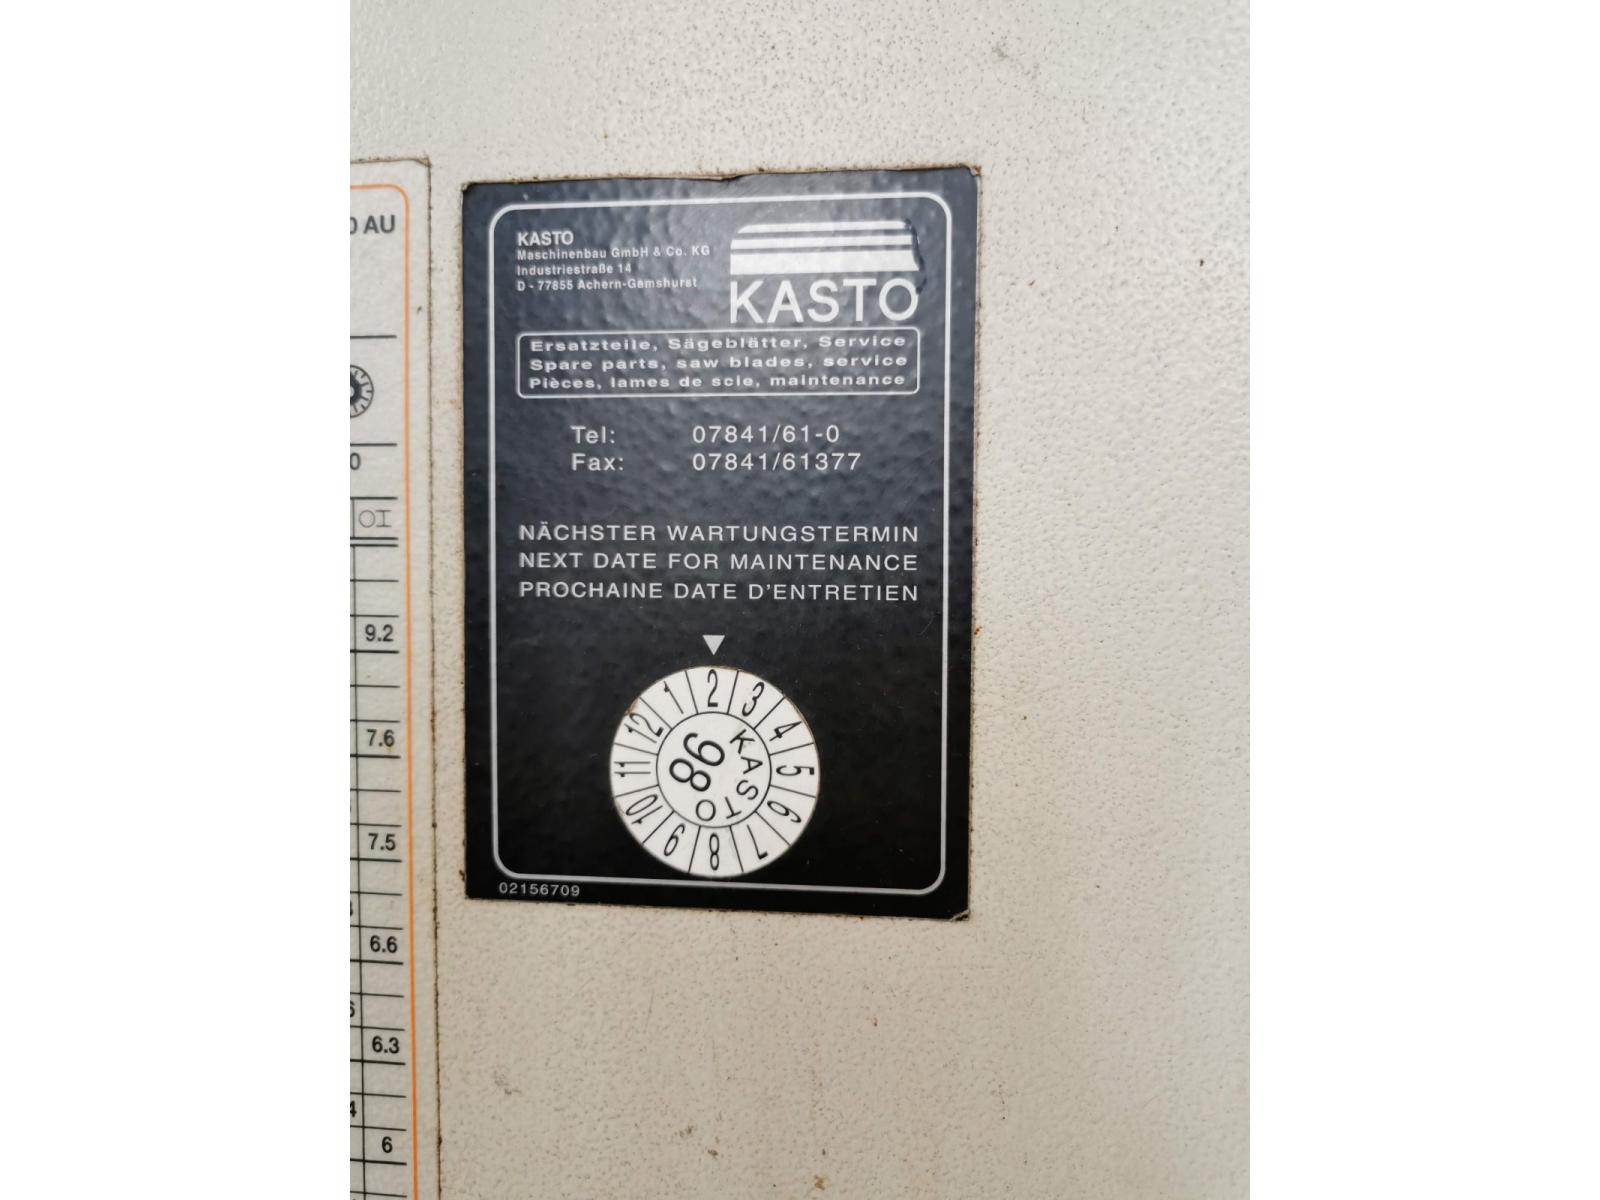 AU
OI
9.2
7.6
7.5
6.6
6.3
6
KASTO
Maschinenbau GmbH & Co. KG
Industriestraße 14
D - 77855 Achern-Gamshurst
KASTO
Ersatzteile, Sägeblätter, Service
Spare parts, saw blades, service
Pièces, lames de scie, maintenance
Tel: 07841/61-0
Fax: 07841/61377
NÄCHSTER WARTUNGSTERMIN
NEXT DATE FOR MAINTENANCE
PROCHAINE DATE D'ENTRETIEN
1 2 3 4 5 6 7 8 9 10 11 12
KASTO
98
02156709